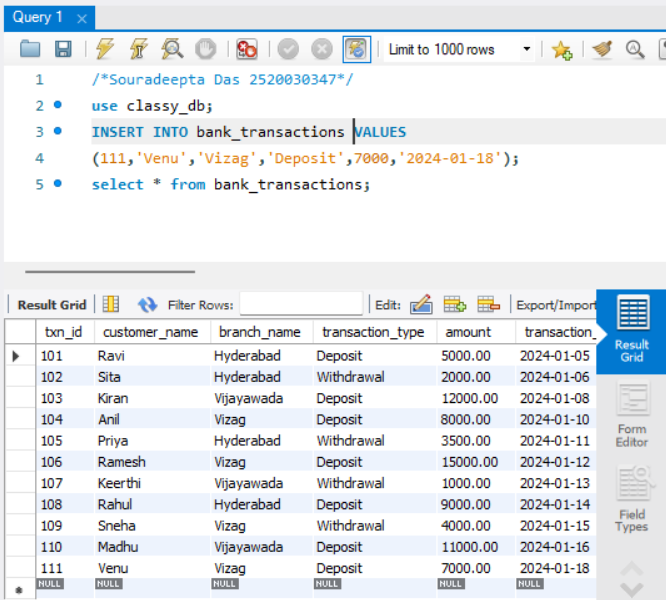 Query 1
Limit to 1000 rows
1 /*Souradeepta Das 2520030347*/
2 use classy_db;
3 INSERT INTO bank_transactions VALUES
4 (111,'Venu','Vizag','Deposit',7000,'2024-01-18');
5 select * from bank_transactions;
Result Grid Filter Rows: Edit: Export/Import
txn_id customer_name branch_name transaction_type amount transaction_
101 Ravi Hyderabad Deposit 5000.00 2024-01-05
102 Sita Hyderabad Withdrawal 2000.00 2024-01-06
103 Kiran Vijayawada Deposit 12000.00 2024-01-08
104 Anil Vizag Deposit 8000.00 2024-01-10
105 Priya Hyderabad Withdrawal 3500.00 2024-01-11
106 Ramesh Vizag Deposit 15000.00 2024-01-12
107 Keerthi Vijayawada Withdrawal 1000.00 2024-01-13
108 Rahul Hyderabad Deposit 9000.00 2024-01-14
109 Sneha Vizag Withdrawal 4000.00 2024-01-15
110 Madhu Vijayawada Deposit 11000.00 2024-01-16
111 Venu Vizag Deposit 7000.00 2024-01-18
NULL NULL NULL NULL NULL NULL
Result
Grid
Form
Editor
Field
Types